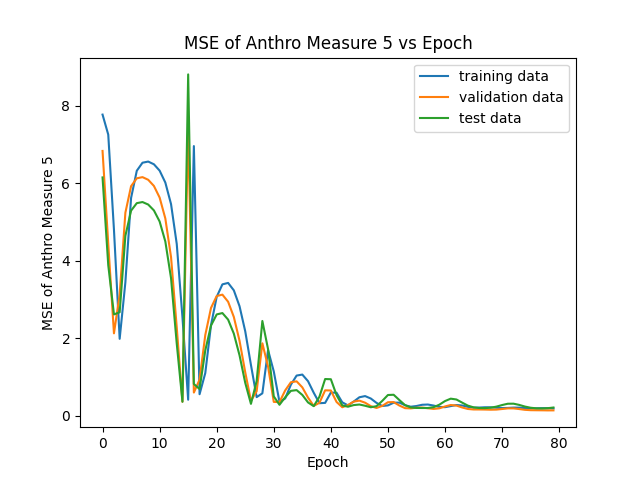 MSE of Anthro Measure 5 vs Epoch
training data
validation data
test data
MSE of Anthro Measure 5
8
6
4
2
0
0 10 20 30 40 50 60 70 80
Epoch